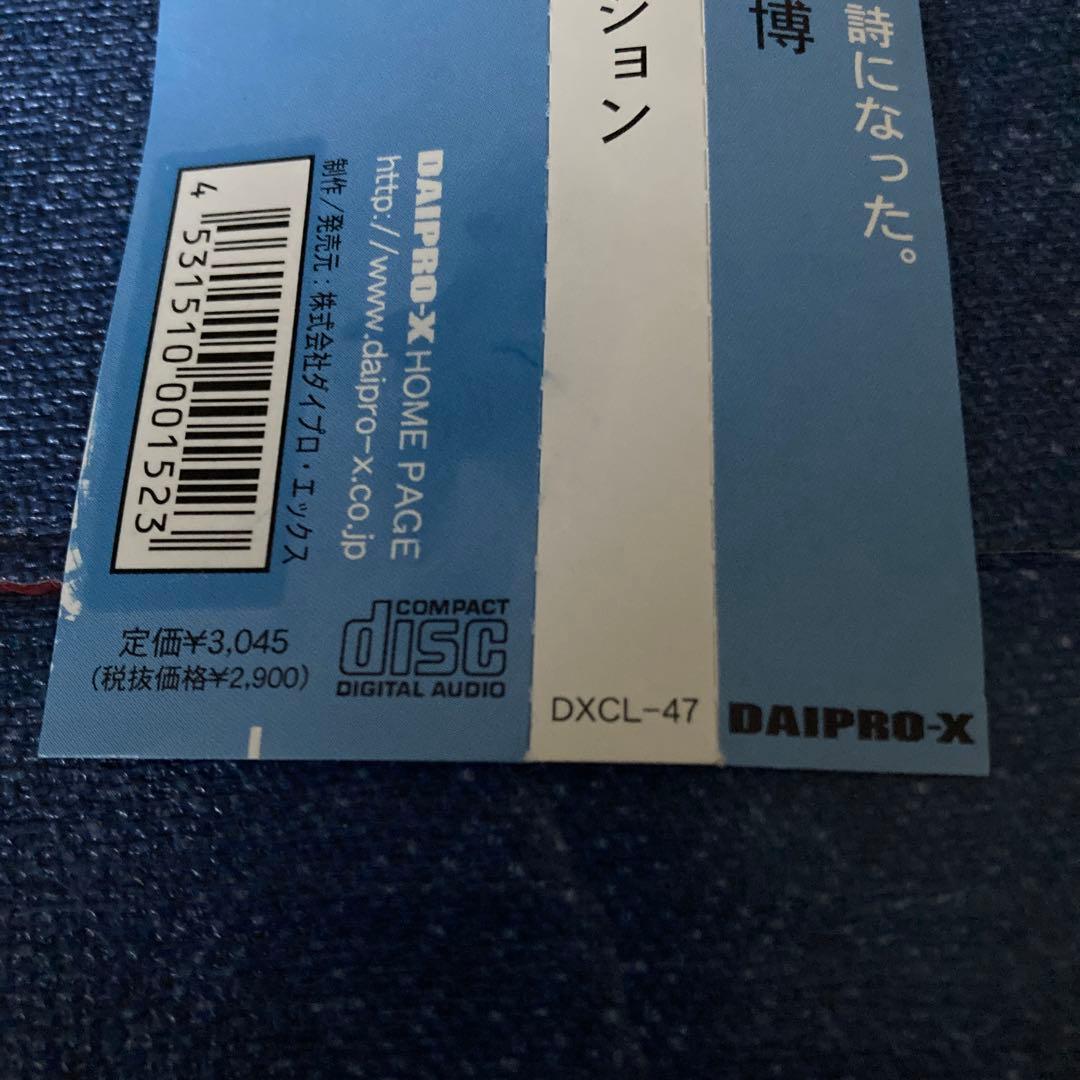 詩になった。
博
ション
DAIPRO-X HOME PAGE
http://www.daipro-x.co.jp
制作/発売元:株式会社ダイプロ・エックス
4 531510 001523
定価¥3,045
(税抜価格¥2,900)
COMPACT
disc
DIGITAL AUDIO
DXCL-47
DAIPRO-X